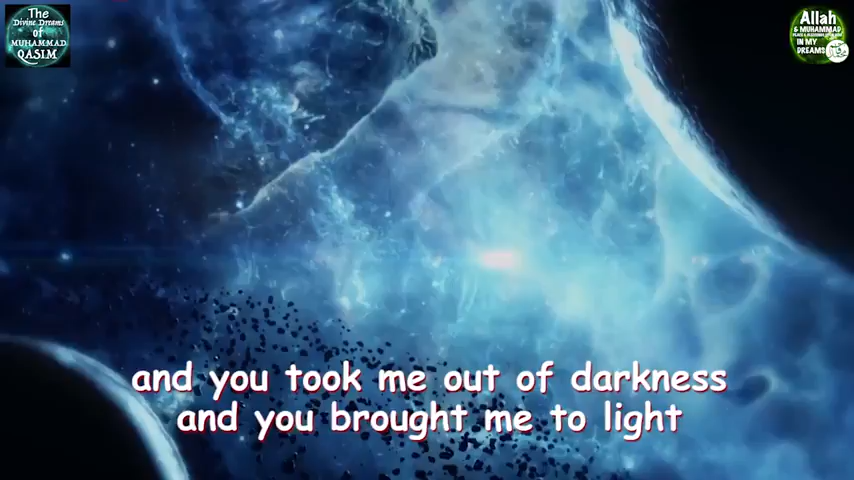 The
Divine Dreams
of
MUHAMMAD
QASIM
Allah
& MUHAMMAD
IN MY
DREAMS
and you took me out of darkness
and you brought me to light